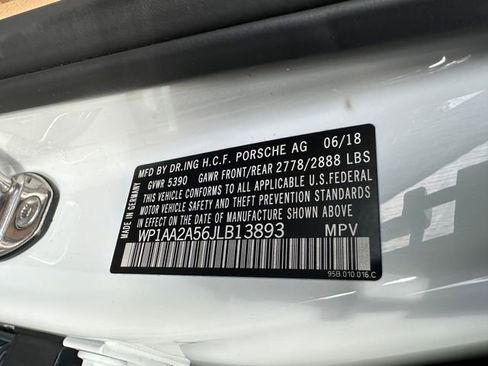 MFD BY DR.ING H.C.F. PORSCHE AG 06/18
GVWR 5390 GAWR FRONT/REAR 2778/2888 LBS
THIS VEHICLE CONFORMS TO ALL APPLICABLE U.S.FEDERAL
MOTOR VEHICLE SAFETY AND THEFT PREVENTION STANDARDS
IN EFFECT ON THE DATE OF MANUFACTURE SHOWN ABOVE
WP1AA2A56JLB13893 MPV
95B.010.016.C
MADE IN GERMANY